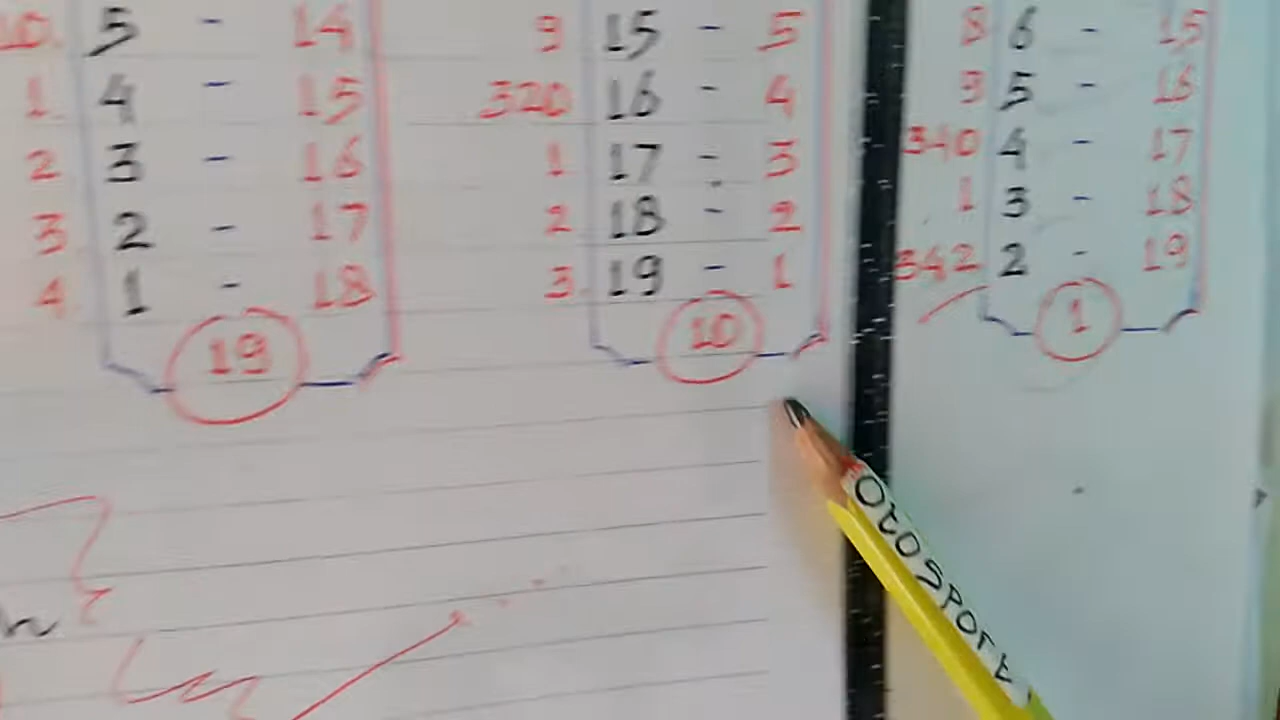 10. 5 - 14
1. 4 - 15
2 3 - 16
3 2 - 17
4. 1 - 18
19
9 15 - 5
320 16 - 4
1 17 - 3
2 18 - 2
3. 19 - 1
10
8 6 - 15
9 5 - 16
340 4 - 17
1 3 - 18
342 2 - 19
1